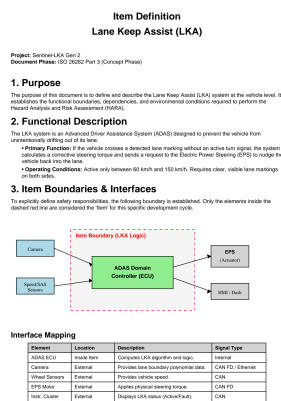 Item Definition
Lane Keep Assist (LKA)
Project: Sentinel-LKA Gen 2
Document Phase: ISO 26262 Part 3 (Concept Phase)
1. Purpose
The purpose of this document is to define and describe the Lane Keep Assist (LKA) system at the vehicle level. It
establishes the functional boundaries, dependencies, and environmental conditions required to perform the
Hazard Analysis and Risk Assessment (HARA).
2. Functional Description
The LKA system is an Advanced Driver Assistance System (ADAS) designed to prevent the vehicle from
unintentionally drifting out of its lane.
• Primary Function: If the vehicle crosses a detected lane marking without an active turn signal, the system
calculates a corrective steering torque and sends a request to the Electric Power Steering (EPS) to nudge the
vehicle back into the lane.
• Operating Conditions: Active only between 60 km/h and 150 km/h. Requires clear, visible lane markings
on both sides.
3. Item Boundaries & Interfaces
To explicitly define safety responsibilities, the following boundary is established. Only the elements inside the
dashed red line are considered the 'Item' for this specific development cycle.
Item Boundary (LKA Logic)
Camera
Speed/SAS
Sensors
ADAS Domain
Controller (ECU)
EPS
(Actuator)
HMI / Dash
Interface Mapping
Element Location Description Signal Type
ADAS ECU Inside Item Computes LKA algorithm and logic. Internal
Camera External Provides lane boundary polynomial data. CAN FD / Ethernet
Wheel Sensors External Provides vehicle speed. CAN
EPS Motor External Applies physical steering torque. CAN FD
Instr. Cluster External Displays LKA status (Active/Fault). CAN